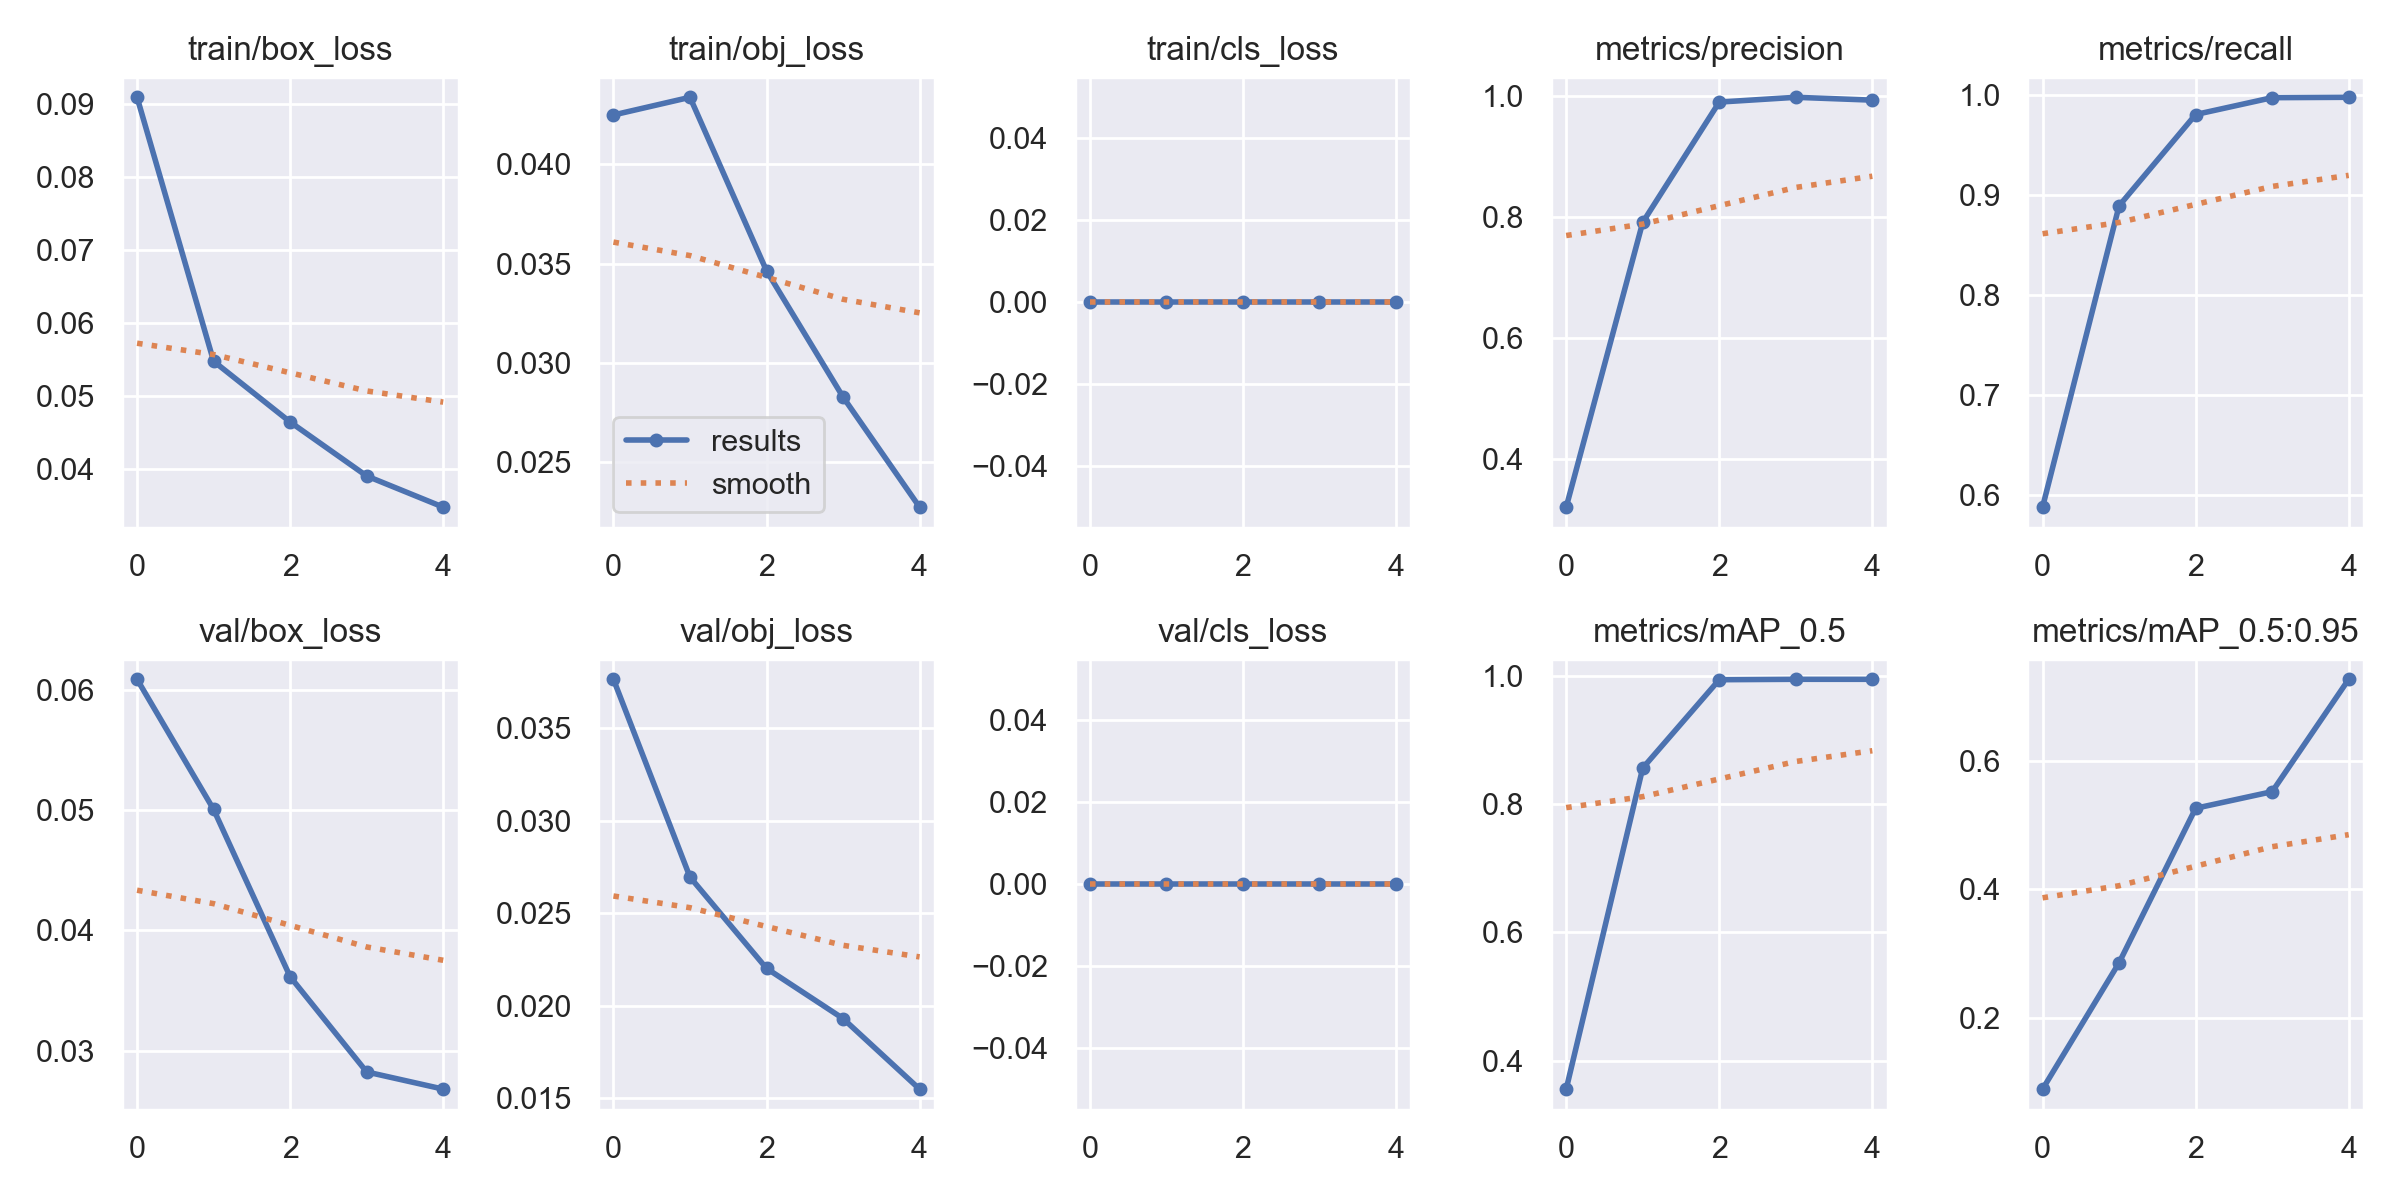 train/box_loss
0.09
0.08
0.07
0.06
0.05
0.04
0 2 4
train/obj_loss
0.040
0.035
0.030
0.025
results
smooth
0 2 4
train/cls_loss
0.04
0.02
0.00
−0.02
−0.04
0 2 4
metrics/precision
1.0
0.8
0.6
0.4
0 2 4
metrics/recall
1.0
0.9
0.8
0.7
0.6
0 2 4
val/box_loss
0.06
0.05
0.04
0.03
0 2 4
val/obj_loss
0.035
0.030
0.025
0.020
0.015
0 2 4
val/cls_loss
0.04
0.02
0.00
−0.02
−0.04
0 2 4
metrics/mAP_0.5
1.0
0.8
0.6
0.4
0 2 4
metrics/mAP_0.5:0.95
0.6
0.4
0.2
0 2 4